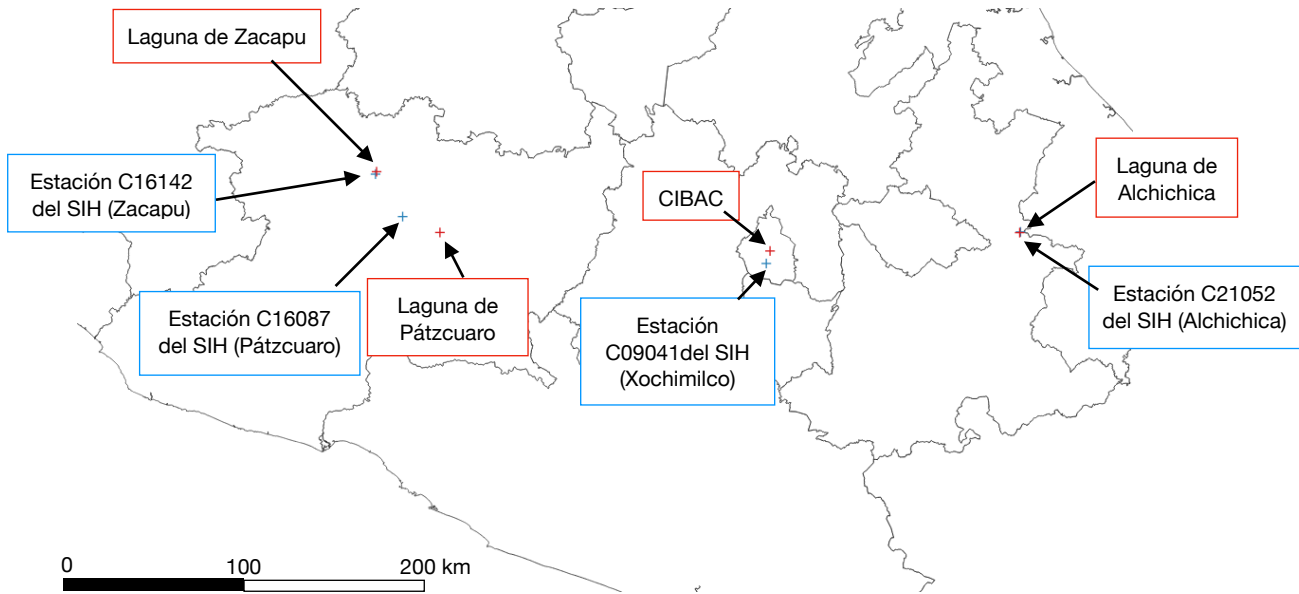 Laguna de Zacapu
Estación C16142
del SIH (Zacapu)
Estación C16087
del SIH (Pátzcuaro)
Laguna de
Pátzcuaro
CIBAC
Estación
C09041del SIH
(Xochimilco)
Laguna de
Alchichica
Estación C21052
del SIH (Alchichica)
0 100 200 km